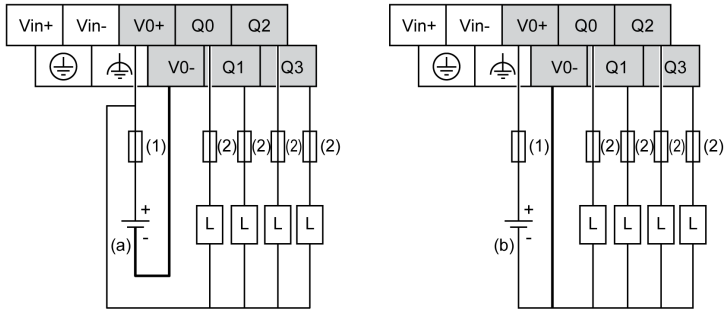 Vin+ Vin- V0+ Q0 Q2
V0- Q1 Q3
(1) (2) (2) (2) (2)
+
(a) - L L L L
Vin+ Vin- V0+ Q0 Q2
V0- Q1 Q3
(1) (2) (2) (2) (2)
+
(b) - L L L L